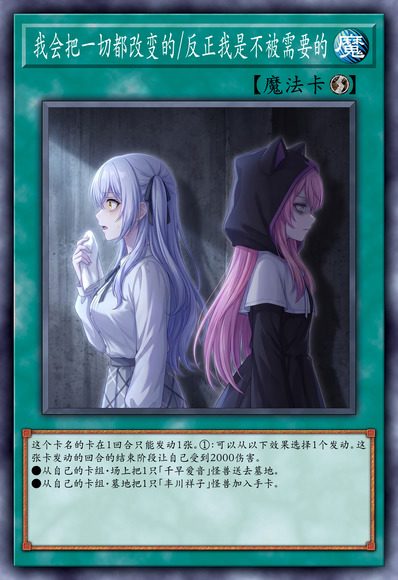 我会把一切都改变的/反正我是不被需要的 魔
【魔法卡】
这个卡名的卡在1回合只能发动1张。①:可以从以下效果选择1个发动。这
张卡发动的回合的结束阶段让自己受到2000伤害。
●从自己的卡组·场上把1只「千早爱音」怪兽送去墓地。
●从自己的卡组·墓地把1只「丰川祥子」怪兽加入手卡。